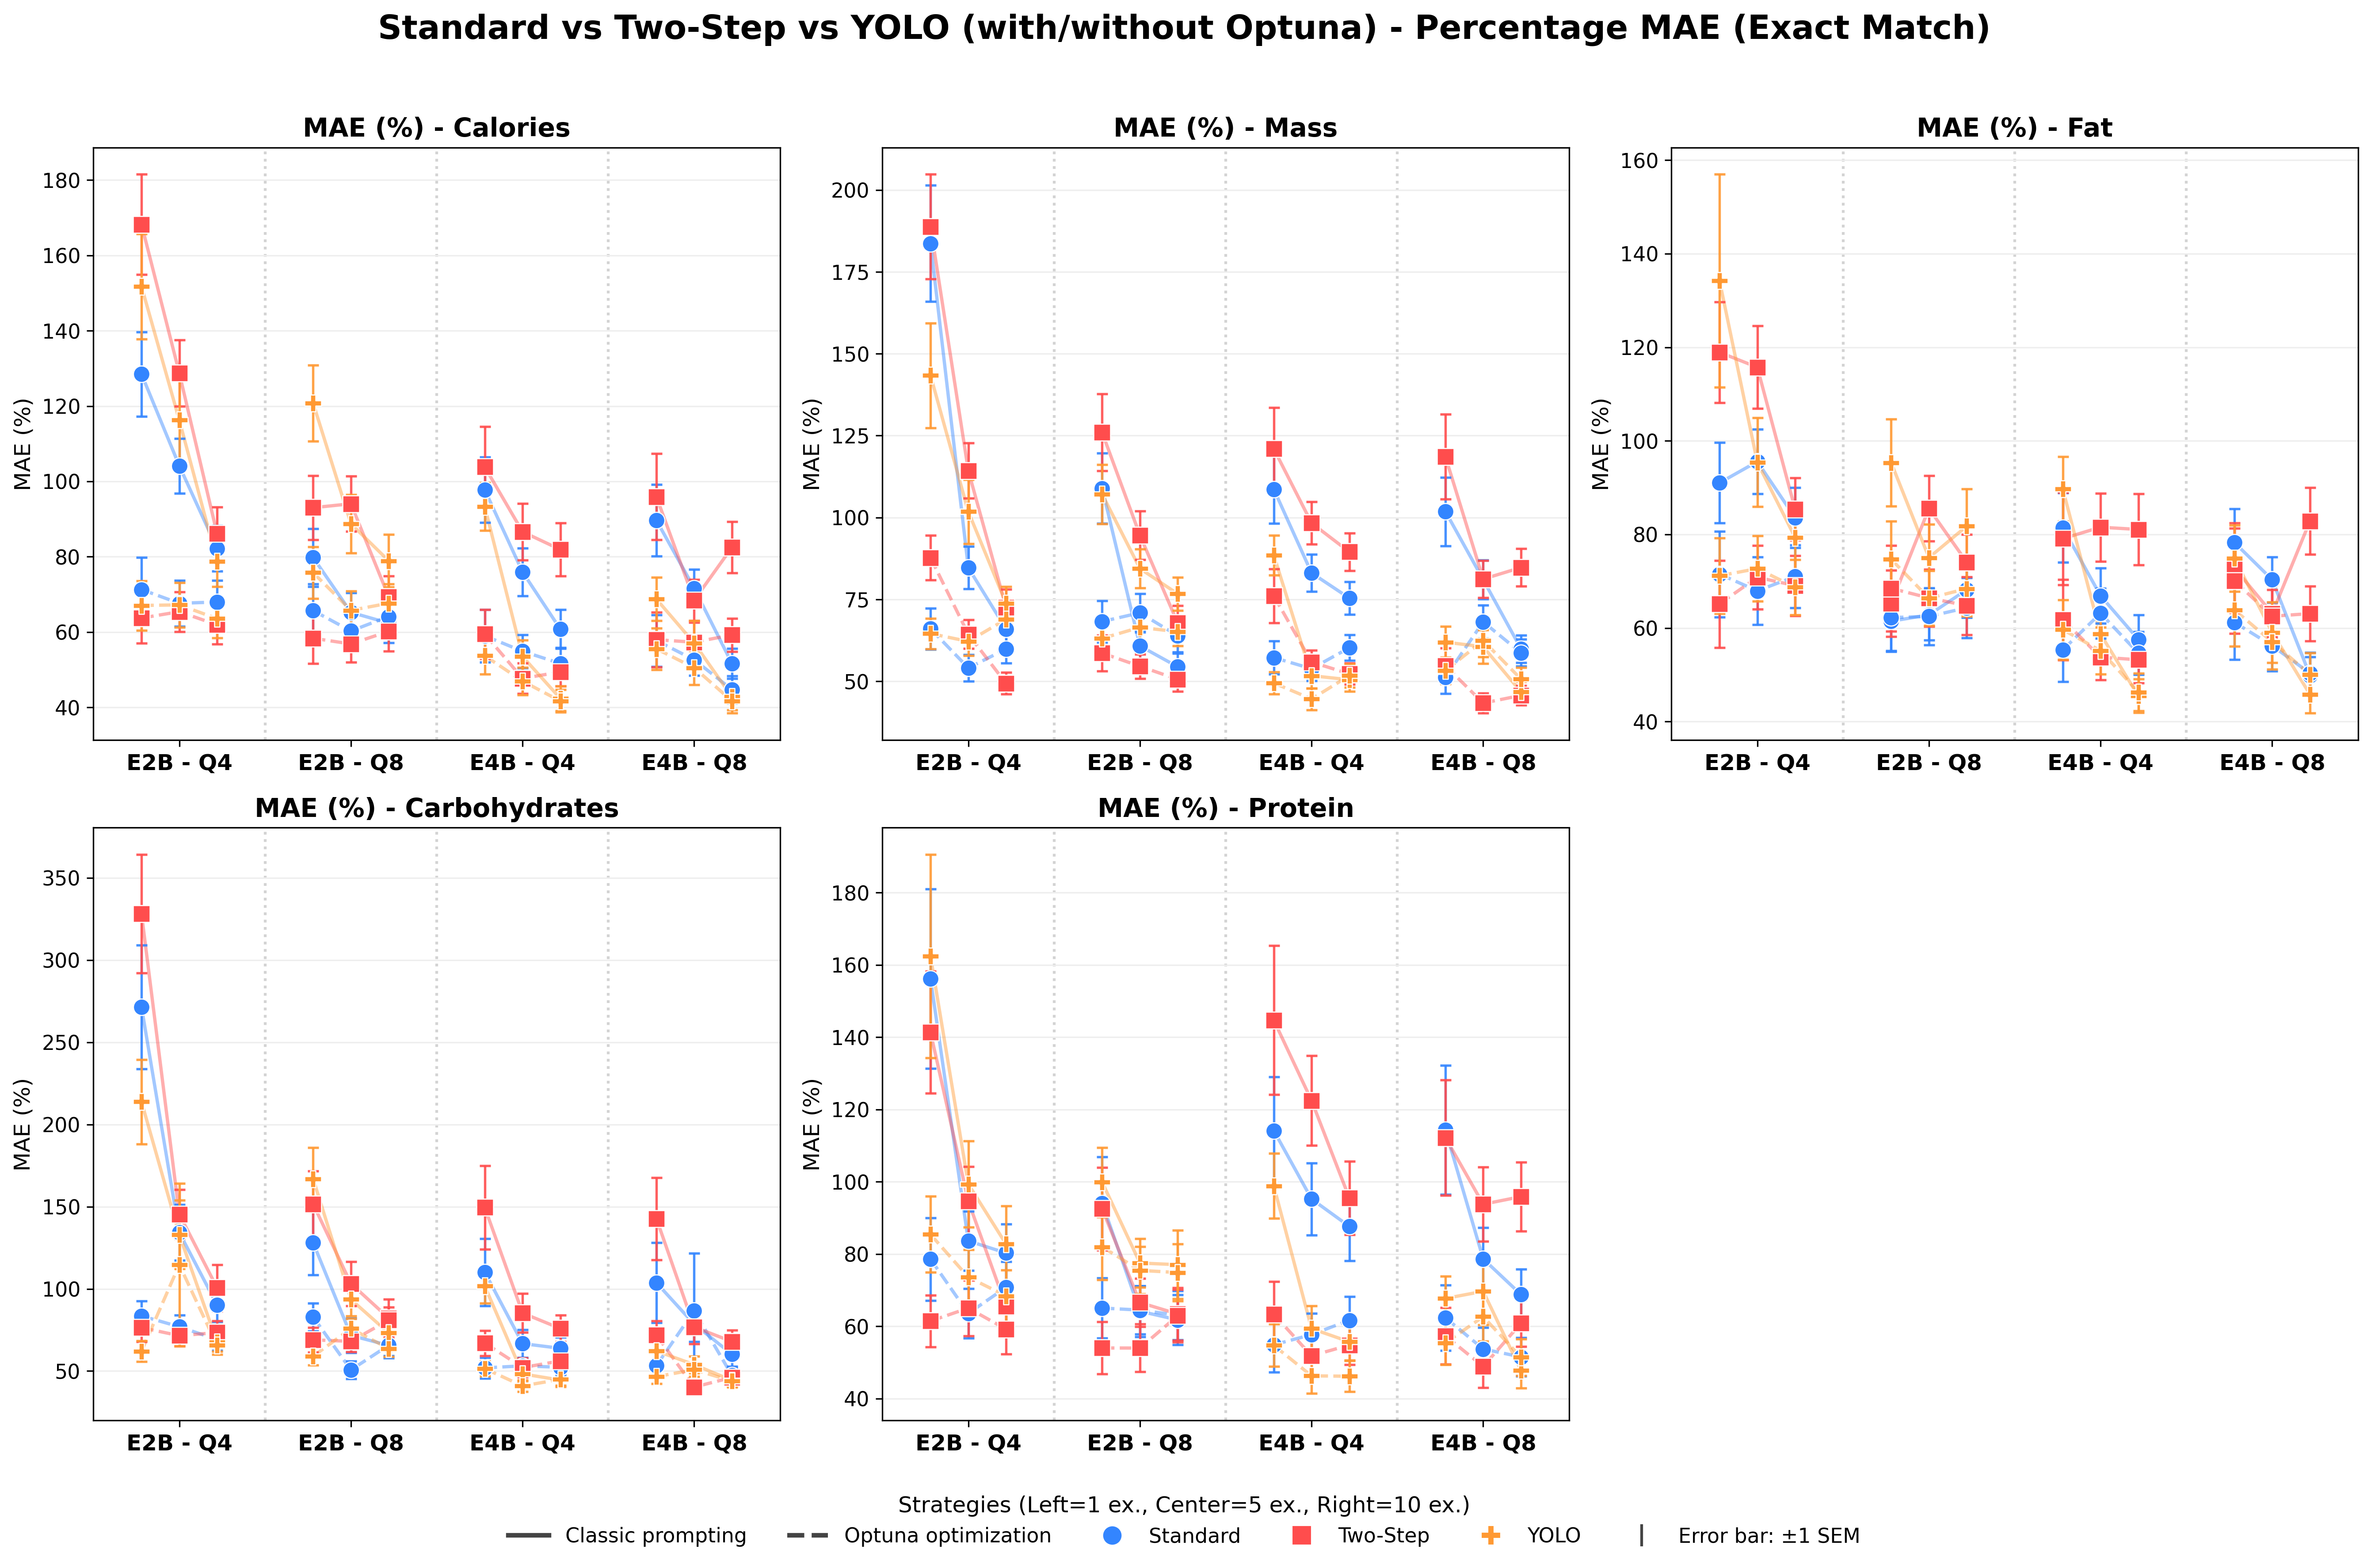 Standard vs Two-Step vs YOLO (with/without Optuna) - Percentage MAE (Exact Match)
MAE (%) - Calories
MAE (%)
180
160
140
120
100
80
60
40
E2B - Q4 E2B - Q8 E4B - Q4 E4B - Q8
MAE (%) - Mass
MAE (%)
200
175
150
125
100
75
50
E2B - Q4 E2B - Q8 E4B - Q4 E4B - Q8
MAE (%) - Fat
MAE (%)
160
140
120
100
80
60
40
E2B - Q4 E2B - Q8 E4B - Q4 E4B - Q8
MAE (%) - Carbohydrates
MAE (%)
350
300
250
200
150
100
50
E2B - Q4 E2B - Q8 E4B - Q4 E4B - Q8
MAE (%) - Protein
MAE (%)
180
160
140
120
100
80
60
40
E2B - Q4 E2B - Q8 E4B - Q4 E4B - Q8
Strategies (Left=1 ex., Center=5 ex., Right=10 ex.)
Classic prompting Optuna optimization Standard Two-Step YOLO Error bar: ±1 SEM